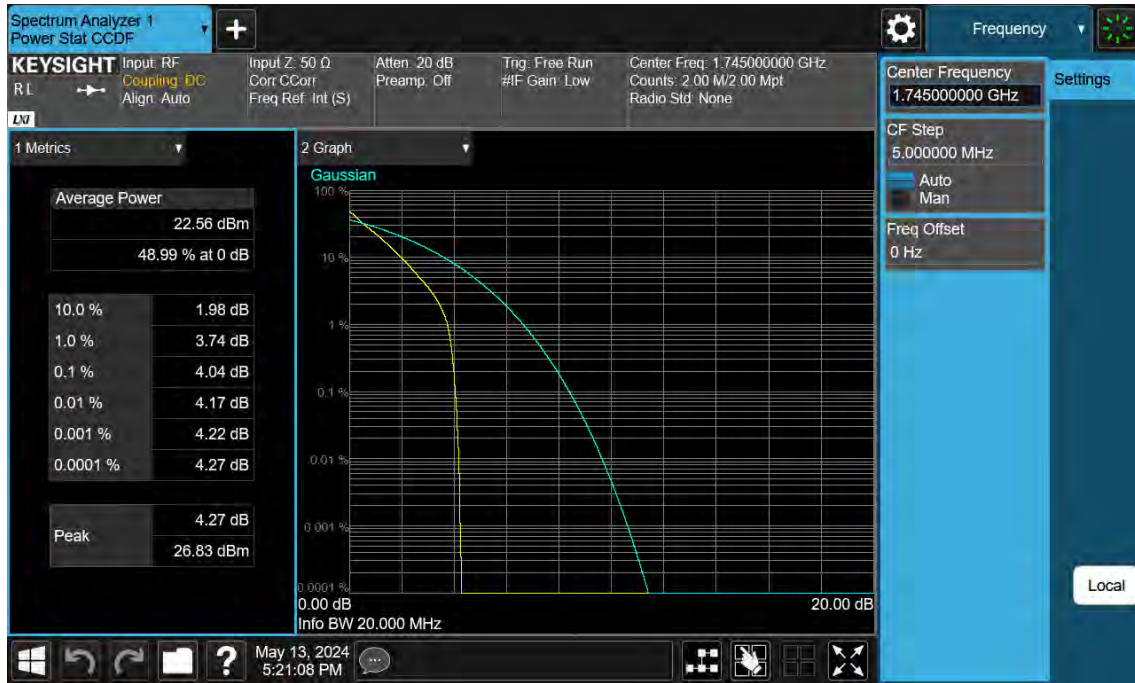 Spectrum Analyzer 1
Power Stat CCDF
Frequency
KEYSIGHT
R L
LXI
Input: RF
Coupling: DC
Align: Auto
Input Z: 50 Ω
Corr CCorr
Freq Ref: Int (S)
Atten: 20 dB
Preamp: Off
Trig: Free Run
#IF Gain: Low
Center Freq: 1.745000000 GHz
Counts: 2.00 M/2.00 Mpt
Radio Std: None
Center Frequency
1.745000000 GHz
Settings
CF Step
5.000000 MHz
Auto
Man
Freq Offset
0 Hz
1 Metrics
Average Power
22.56 dBm
48.99 % at 0 dB
10.0 % 1.98 dB
1.0 % 3.74 dB
0.1 % 4.04 dB
0.01 % 4.17 dB
0.001 % 4.22 dB
0.0001 % 4.27 dB
Peak
4.27 dB
26.83 dBm
2 Graph
Gaussian
100 %
10 %
1 %
0.1 %
0.01 %
0.001 %
0.0001 %
0.00 dB 20.00 dB
Info BW 20.000 MHz
Local
?
May 13, 2024
5:21:08 PM